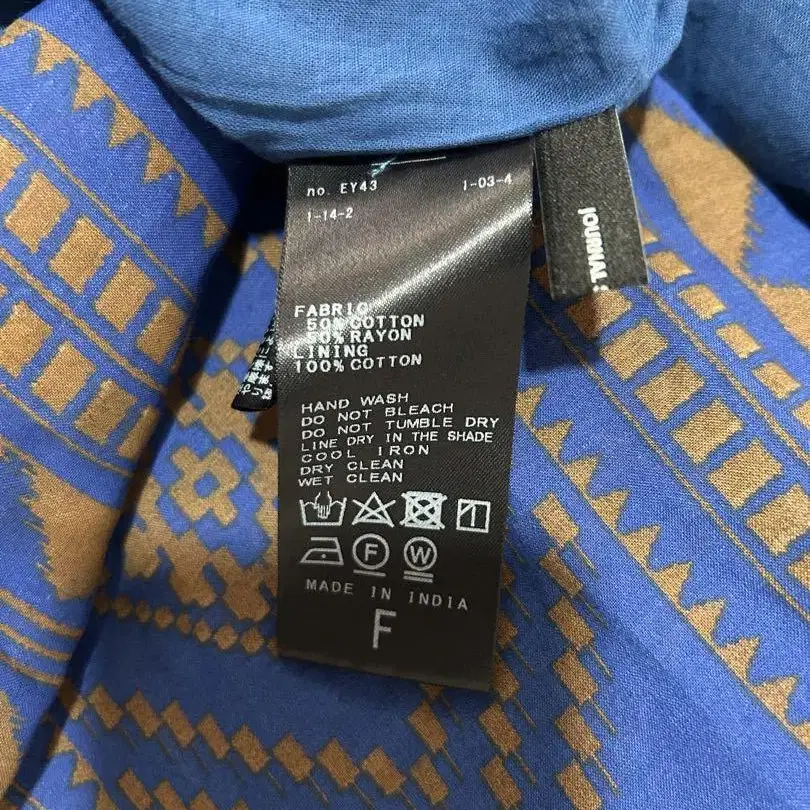 no. EY43 1-03-4
1-14-2
JOURNAL
FABRIC
50% COTTON
50% RAYON
LINING
100% COTTON
HAND WASH
DO NOT BLEACH
DO NOT TUMBLE DRY
LINE DRY IN THE SHADE
COOL IRON
DRY CLEAN
WET CLEAN
F W
MADE IN INDIA
F